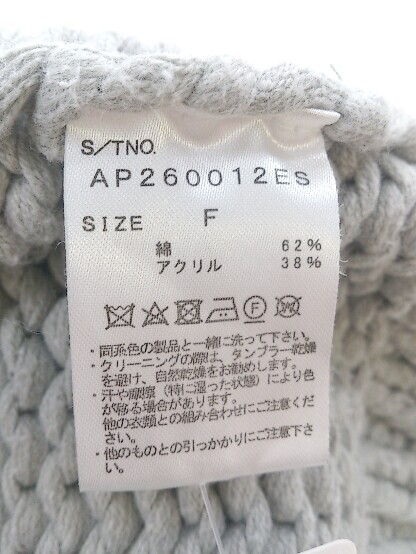 S/TNO.
AP260012ES
SIZE F
綿 62%
アクリル 38%
・同系色の製品と一緒に洗って下さい。
・クリーニングの際は、タンブラー乾燥
を避け、自然乾燥をお勧めします。
・汗や摩擦（特に湿った状態）により色
が移る場合があります。
他の衣類との組み合わせにご注意くだ
さい。
・他のものとの引っかかりにご注意下さ
い。